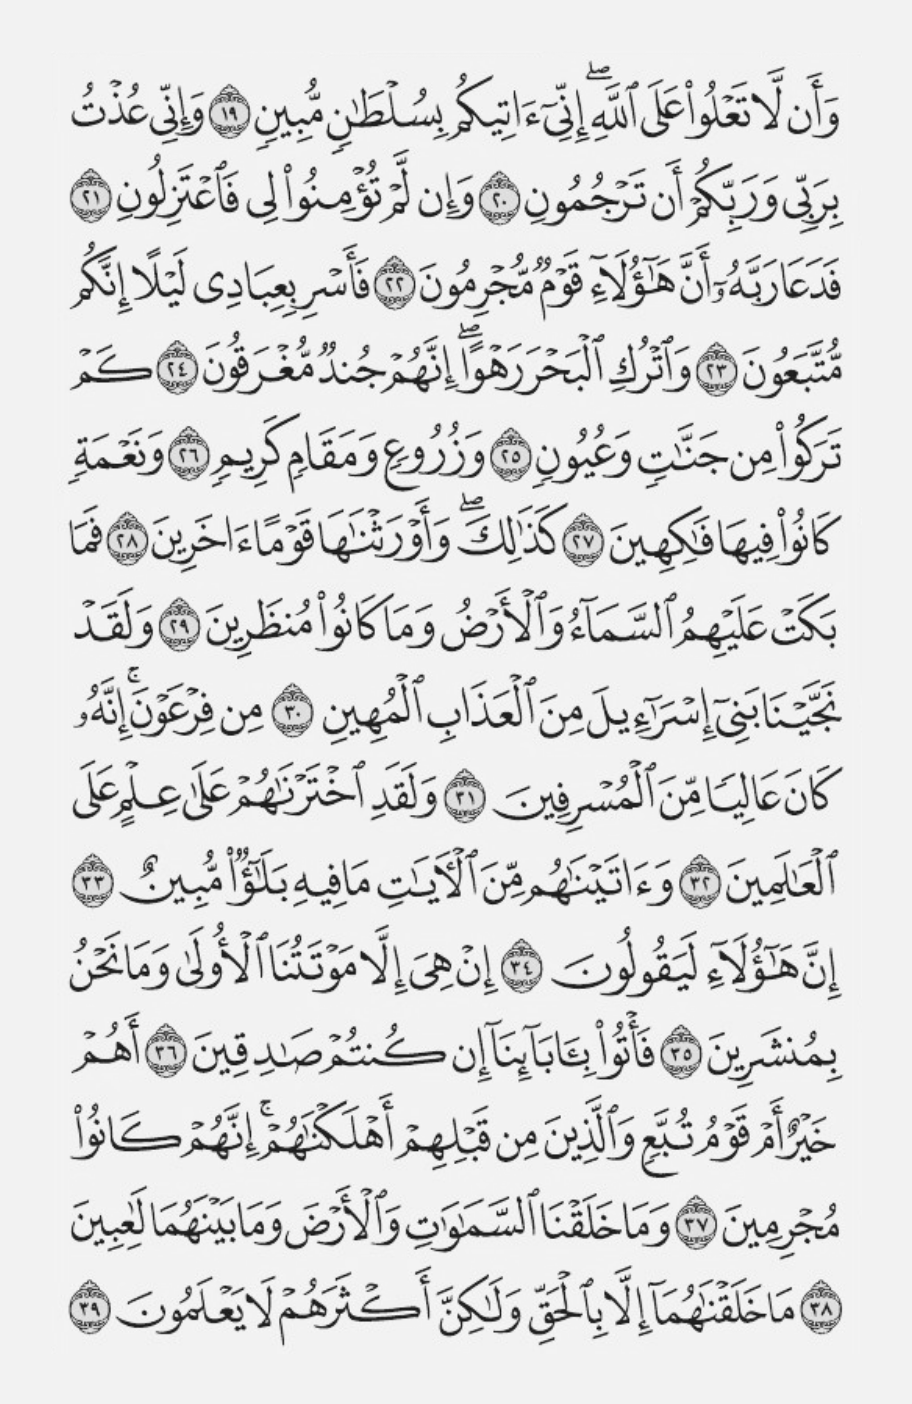 وَأَن لَّا تَعْلُوا۟ عَلَى ٱللَّهِ ۖ إِنِّىٓ ءَاتِيكُم بِسُلْطَـٰنٍ مُّبِينٍ ١٩ وَإِنِّى عُذْتُ
بِرَبِّى وَرَبِّكُمْ أَن تَرْجُمُونِ ٢٠ وَإِن لَّمْ تُؤْمِنُوا۟ لِى فَٱعْتَزِلُونِ ٢١
فَدَعَا رَبَّهُۥٓ أَنَّ هَـٰٓؤُلَآءِ قَوْمٌ مُّجْرِمُونَ ٢٢ فَأَسْرِ بِعِبَادِى لَيْلًا إِنَّكُم
مُّتَّبَعُونَ ٢٣ وَٱتْرُكِ ٱلْبَحْرَ رَهْوًا ۖ إِنَّهُمْ جُندٌ مُّغْرَقُونَ ٢٤ كَمْ
تَرَكُوا۟ مِن جَنَّـٰتٍ وَعُيُونٍ ٢٥ وَزُرُوعٍ وَمَقَامٍ كَرِيمٍ ٢٦ وَنَعْمَةٍ
كَانُوا۟ فِيهَا فَـٰكِهِينَ ٢٧ كَذَٰلِكَ ۖ وَأَوْرَثْنَـٰهَا قَوْمًا ءَاخَرِينَ ٢٨ فَمَا
بَكَتْ عَلَيْهِمُ ٱلسَّمَآءُ وَٱلْأَرْضُ وَمَا كَانُوا۟ مُنظَرِينَ ٢٩ وَلَقَدْ
نَجَّيْنَا بَنِىٓ إِسْرَٰٓءِيلَ مِنَ ٱلْعَذَابِ ٱلْمُهِينِ ٣٠ مِن فِرْعَوْنَ ۚ إِنَّهُۥ
كَانَ عَالِيًا مِّنَ ٱلْمُسْرِفِينَ ٣١ وَلَقَدِ ٱخْتَرْنَـٰهُمْ عَلَىٰ عِلْمٍ عَلَى
ٱلْعَـٰلَمِينَ ٣٢ وَءَاتَيْنَـٰهُم مِّنَ ٱلْـَٔايَـٰتِ مَا فِيهِ بَلَـٰٓؤٌا۟ مُّبِينٌ ٣٣
إِنَّ هَـٰٓؤُلَآءِ لَيَقُولُونَ ٣٤ إِنْ هِىَ إِلَّا مَوْتَتُنَا ٱلْأُولَىٰ وَمَا نَحْنُ
بِمُنشَرِينَ ٣٥ فَأْتُوا۟ بِـَٔابَآئِنَآ إِن كُنتُمْ صَـٰدِقِينَ ٣٦ أَهُمْ
خَيْرٌ أَمْ قَوْمُ تُبَّعٍ وَٱلَّذِينَ مِن قَبْلِهِمْ أَهْلَكْنَـٰهُمْ ۚ إِنَّهُمْ كَانُوا۟
مُجْرِمِينَ ٣٧ وَمَا خَلَقْنَا ٱلسَّمَـٰوَٰتِ وَٱلْأَرْضَ وَمَا بَيْنَهُمَا لَـٰعِبِينَ
٣٨ مَا خَلَقْنَـٰهُمَآ إِلَّا بِٱلْحَقِّ وَلَـٰكِنَّ أَكْثَرَهُمْ لَا يَعْلَمُونَ ٣٩